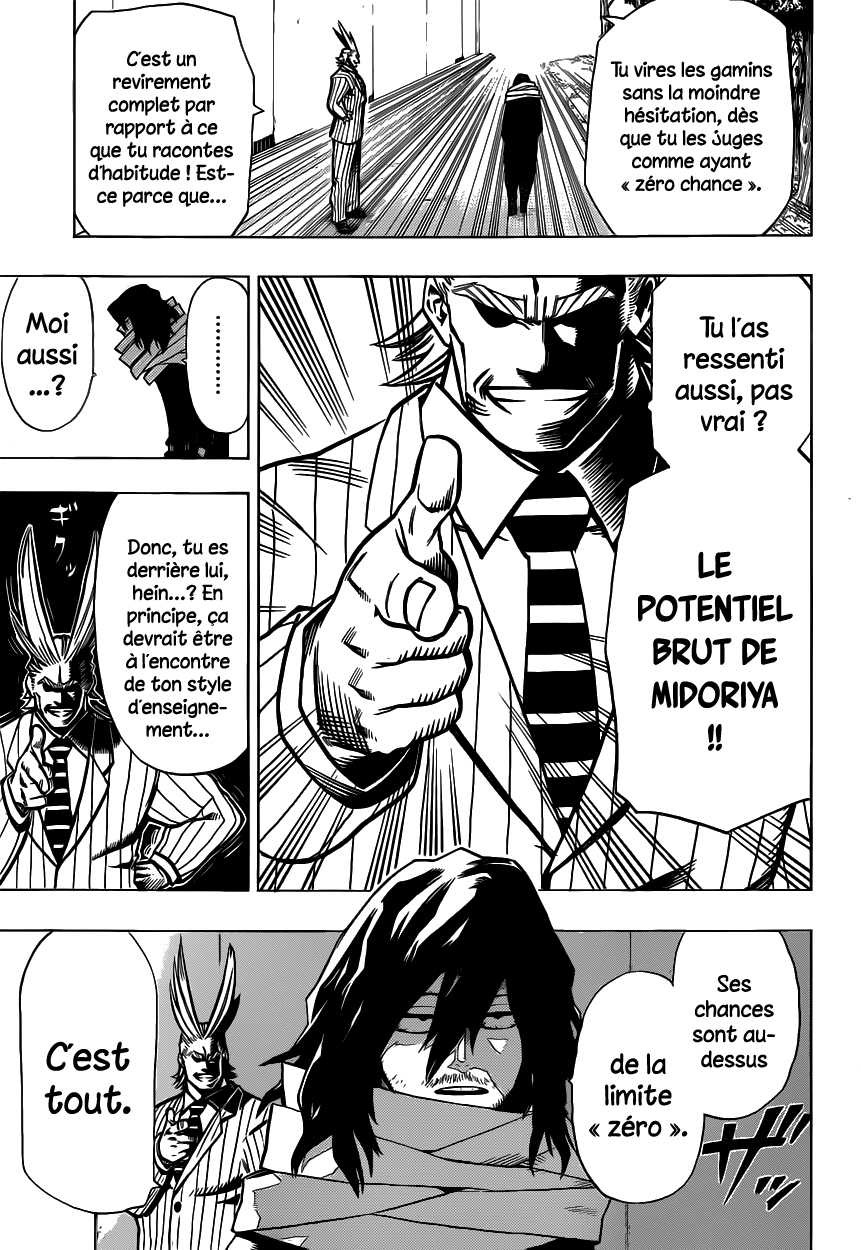 Tu vires les gamins
sans la moindre
hésitation, dès
que tu les juges
comme ayant
« zéro chance ».
C'est un
revirement
complet par
rapport à ce
que tu racontes
d'habitude ! Est-
ce parce que...
Tu l'as
ressenti
aussi, pas
vrai ?
LE
POTENTIEL
BRUT DE
MIDORIYA
!!
.........
Moi
aussi
...?
ギクッ
Donc, tu es
derrière lui,
hein...? En
principe, ça
devrait être
à l'encontre
de ton style
d'enseigne-
ment...
Ses
chances
sont au-
dessus
de la
limite
« zéro ».
C'est
tout.